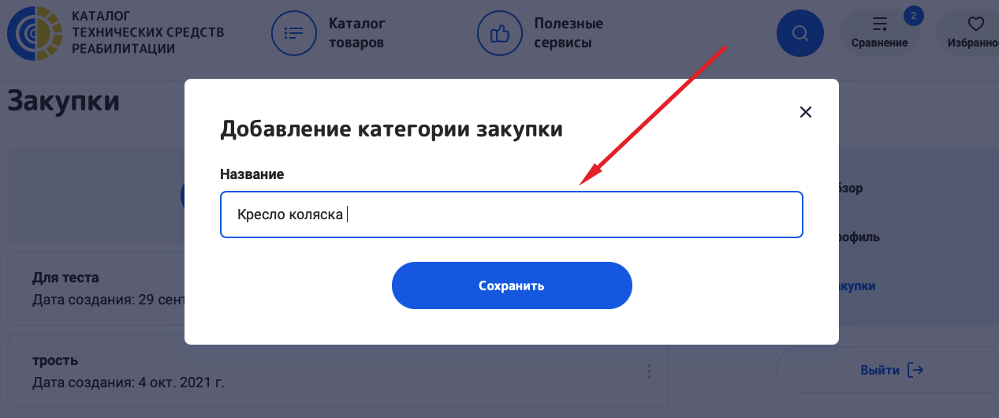 КАТАЛОГ
ТЕХНИЧЕСКИХ СРЕДСТВ
РЕАБИЛИТАЦИИ
Каталог
товаров
Полезные
сервисы
2
Сравнение
Избранно
Закупки
Добавление категории закупки
Название
Кресло коляска
Сохранить
бзор
рофиль
акупки
Для теста
Дата создания: 29 сент
трость
Дата создания: 4 окт. 2021 г.
Выйти